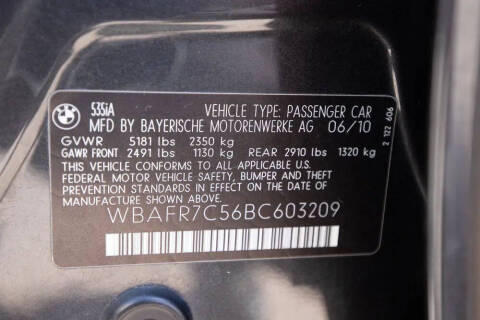 BMW
535iA VEHICLE TYPE: PASSENGER CAR
MFD BY BAYERISCHE MOTORENWERKE AG 06/10
GVWR 5181 lbs 2350 kg
GAWR FRONT 2491 lbs 1130 kg REAR 2910 lbs 1320 kg
THIS VEHICLE CONFORMS TO ALL APPLICABLE
FEDERAL MOTOR VEHICLE SAFETY, BUMPER AND THEFT
PREVENTION STANDARDS IN EFFECT ON THE DATE OF
MANUFACTURE SHOWN ABOVE.
WBAFR7C56BC603209
2 122 606